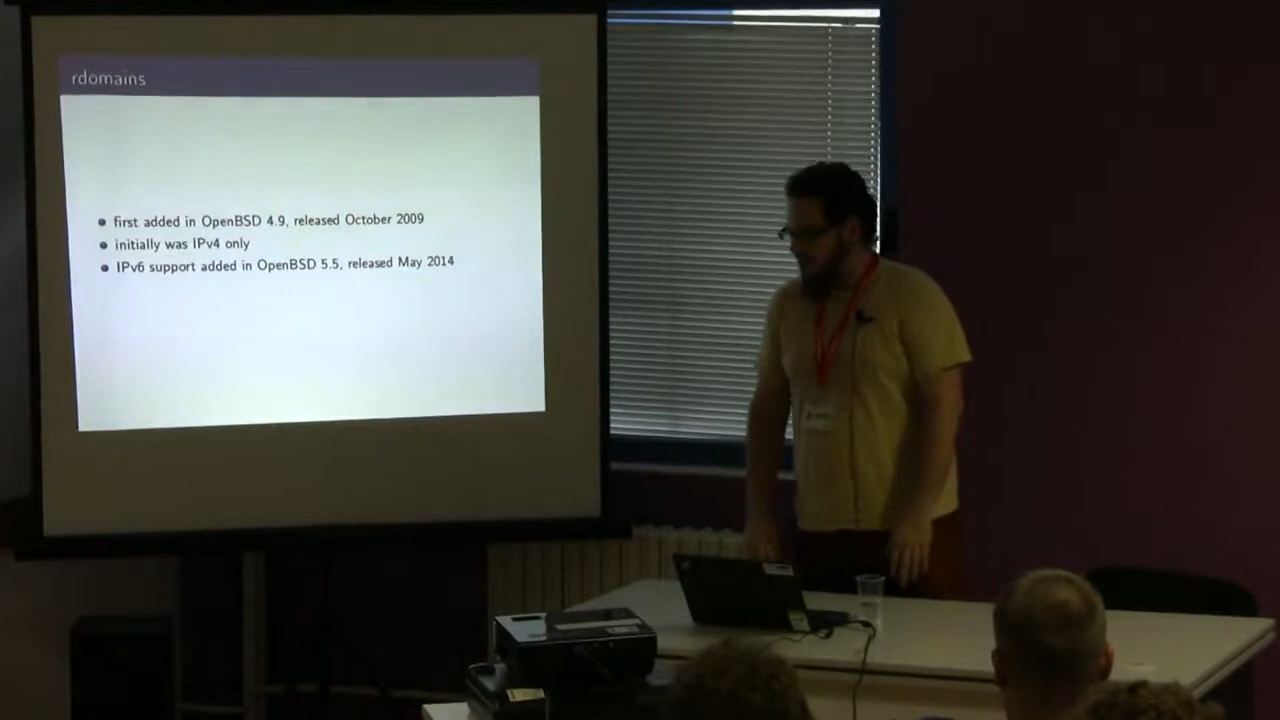 rdomains
first added in OpenBSD 4.9, released October 2009
initially was IPv4 only
IPv6 support added in OpenBSD 5.5, released May 2014